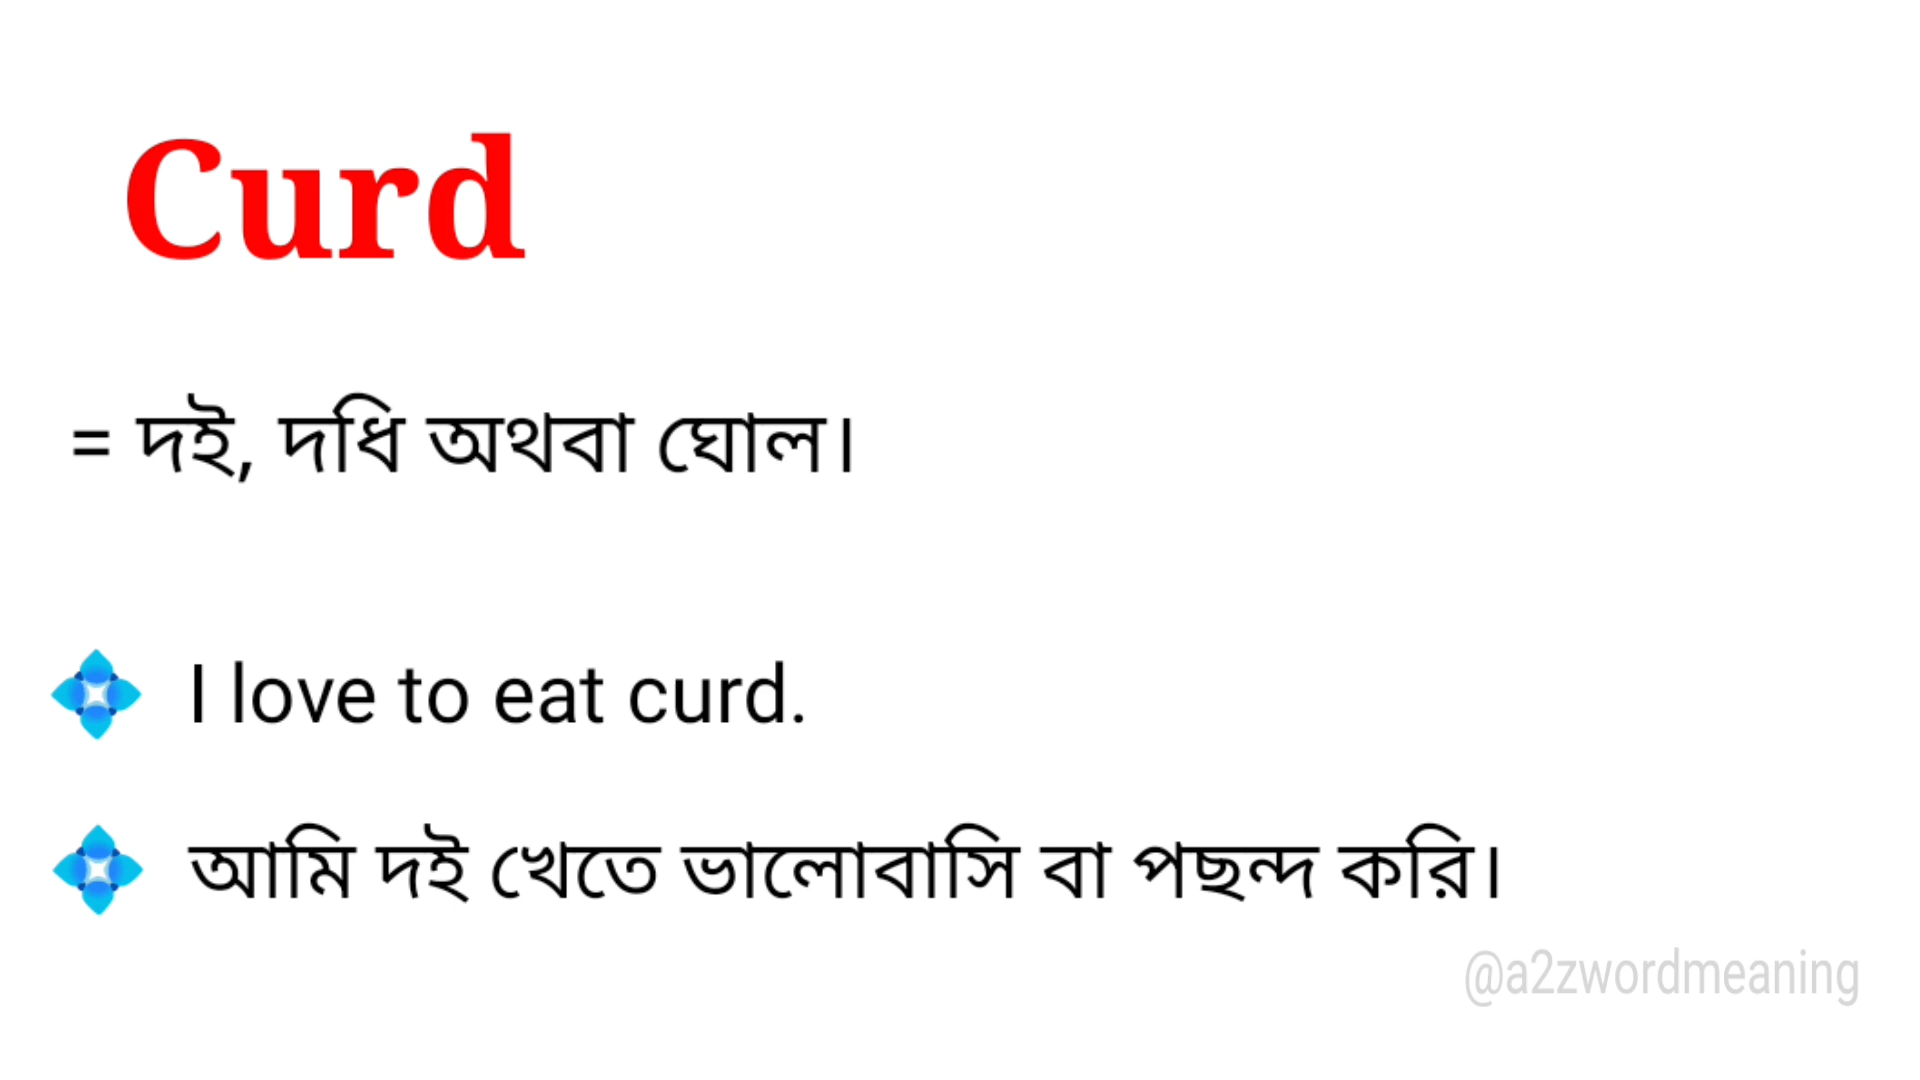 Curd
= দই, দধি অথবা ঘোল।
💠 I love to eat curd.
💠 আমি দই খেতে ভালোবাসি বা পছন্দ করি।
@a2zwordmeaning